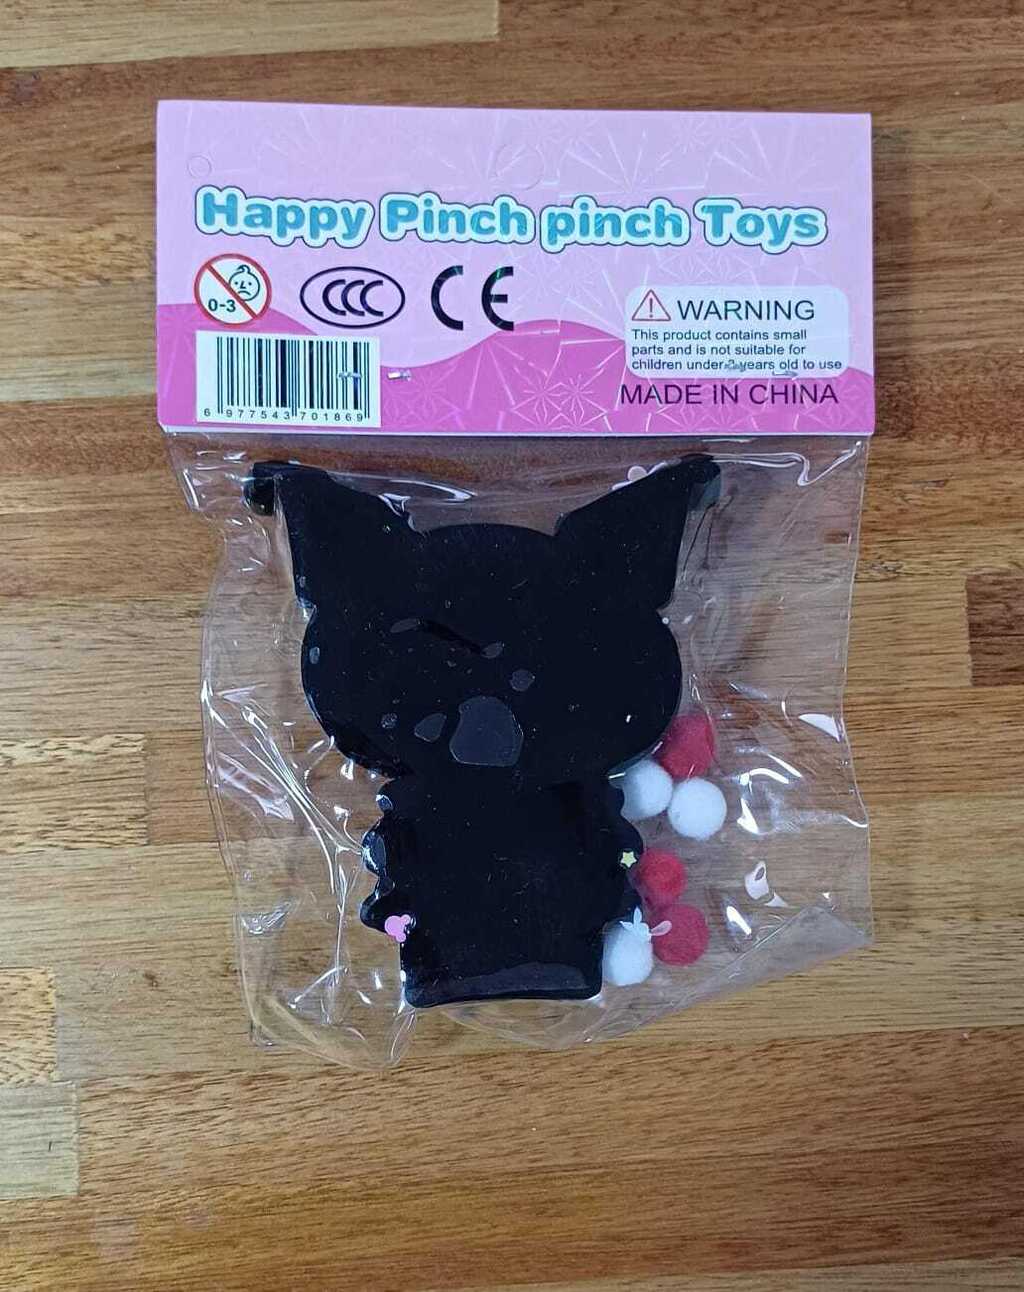 Happy Pinch pinch Toys
0-3
CCC
CE
WARNING
This product contains small
parts and is not suitable for
children under 3 years old to use
MADE IN CHINA
6 977543 701869